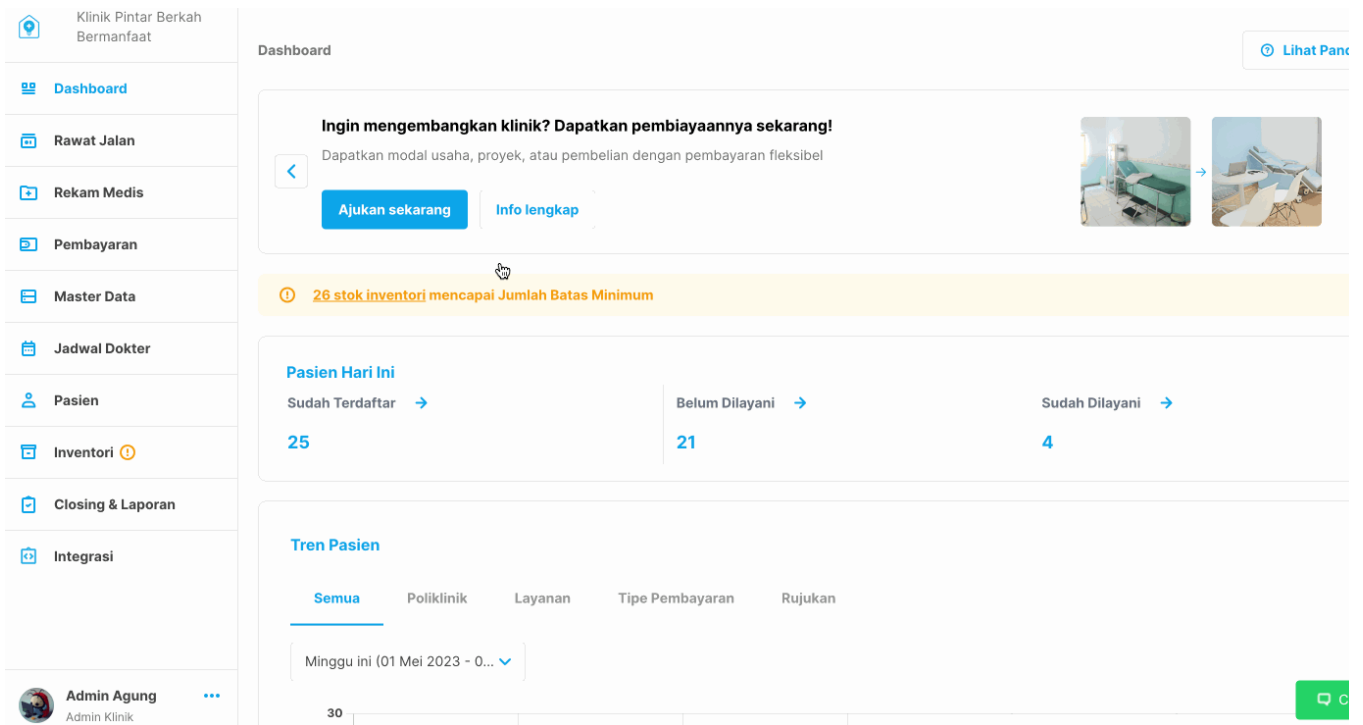 Klinik Pintar Berkah
Bermanfaat
Dashboard
Rawat Jalan
Rekam Medis
Pembayaran
Master Data
Jadwal Dokter
Pasien
Inventori
Closing & Laporan
Integrasi
Admin Agung
Admin Klinik
Dashboard
Lihat
Ingin mengembangkan klinik? Dapatkan pembiayaannya sekarang!
Dapatkan modal usaha, proyek, atau pembelian dengan pembayaran fleksibel
Ajukan sekarang
Info lengkap
26 stok inventori mencapai Jumlah Batas Minimum
Pasien Hari Ini
Sudah Terdaftar
25
Belum Dilayani
21
Sudah Dilayani
4
Tren Pasien
Semua
Poliklinik
Layanan
Tipe Pembayaran
Rujukan
Minggu ini (01 Mei 2023 - 0...
30